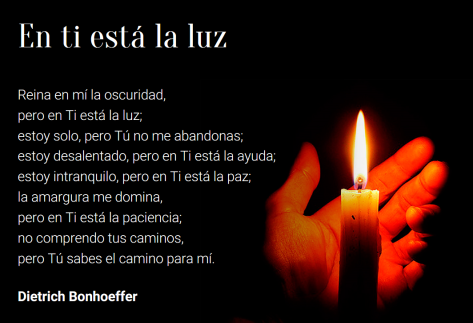 En ti está la luz
Reina en mí la oscuridad,
pero en Ti está la luz;
estoy solo, pero Tú no me abandonas;
estoy desalentado, pero en Ti está la ayuda;
estoy intranquilo, pero en Ti está la paz;
la amargura me domina,
pero en Ti está la paciencia;
no comprendo tus caminos,
pero Tú sabes el camino para mí.
Dietrich Bonhoeffer